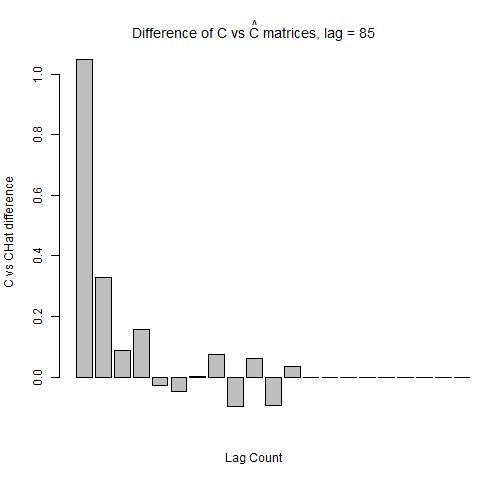 Difference of C vs Ĉ matrices, lag = 85
1.0
0.8
0.6
0.4
0.2
0.0
C vs CHat difference
Lag Count